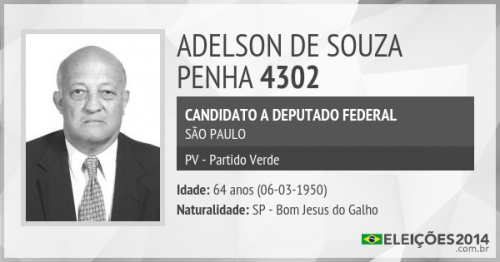 ADELSON DE SOUZA
PENHA 4302
CANDIDATO A DEPUTADO FEDERAL
SÃO PAULO
PV - Partido Verde
Idade: 64 anos (06-03-1950)
Naturalidade: SP - Bom Jesus do Galho
ELEIÇÕES2014
.com.br